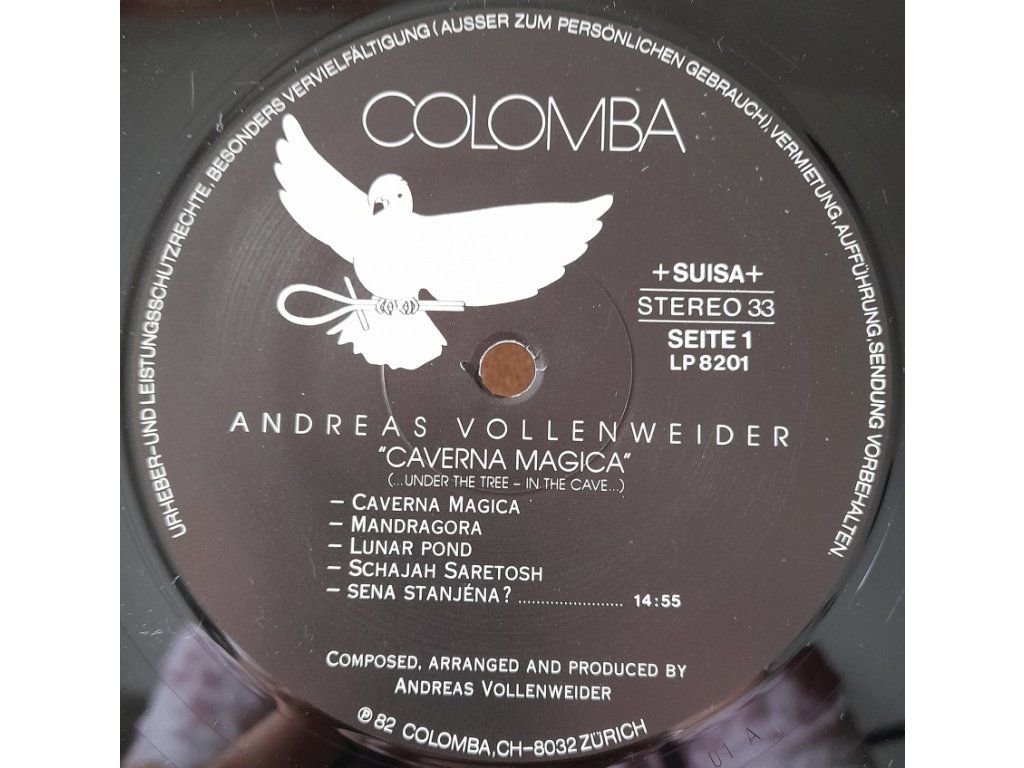 URHEBER-UND LEISTUNGSSCHUTZRECHTE, BESONDERS VERVIELFÄLTIGUNG (AUSSER ZUM PERSÖNLICHEN GEBRAUCH), VERMIETUNG, AUFFÜHRUNG, SENDUNG VORBEHALTEN.
COLOMBA
+SUISA+
STEREO 33
SEITE 1
LP 8201
ANDREAS VOLLENWEIDER
"CAVERNA MAGICA"
(...UNDER THE TREE – IN THE CAVE...)
– CAVERNA MAGICA
– MANDRAGORA
– LUNAR POND
– SCHAJAH SARETOSH
– SENA STANJÉNA? ....................... 14:55
COMPOSED, ARRANGED AND PRODUCED BY
ANDREAS VOLLENWEIDER
℗ 82 COLOMBA, CH-8032 ZÜRICH
01 A